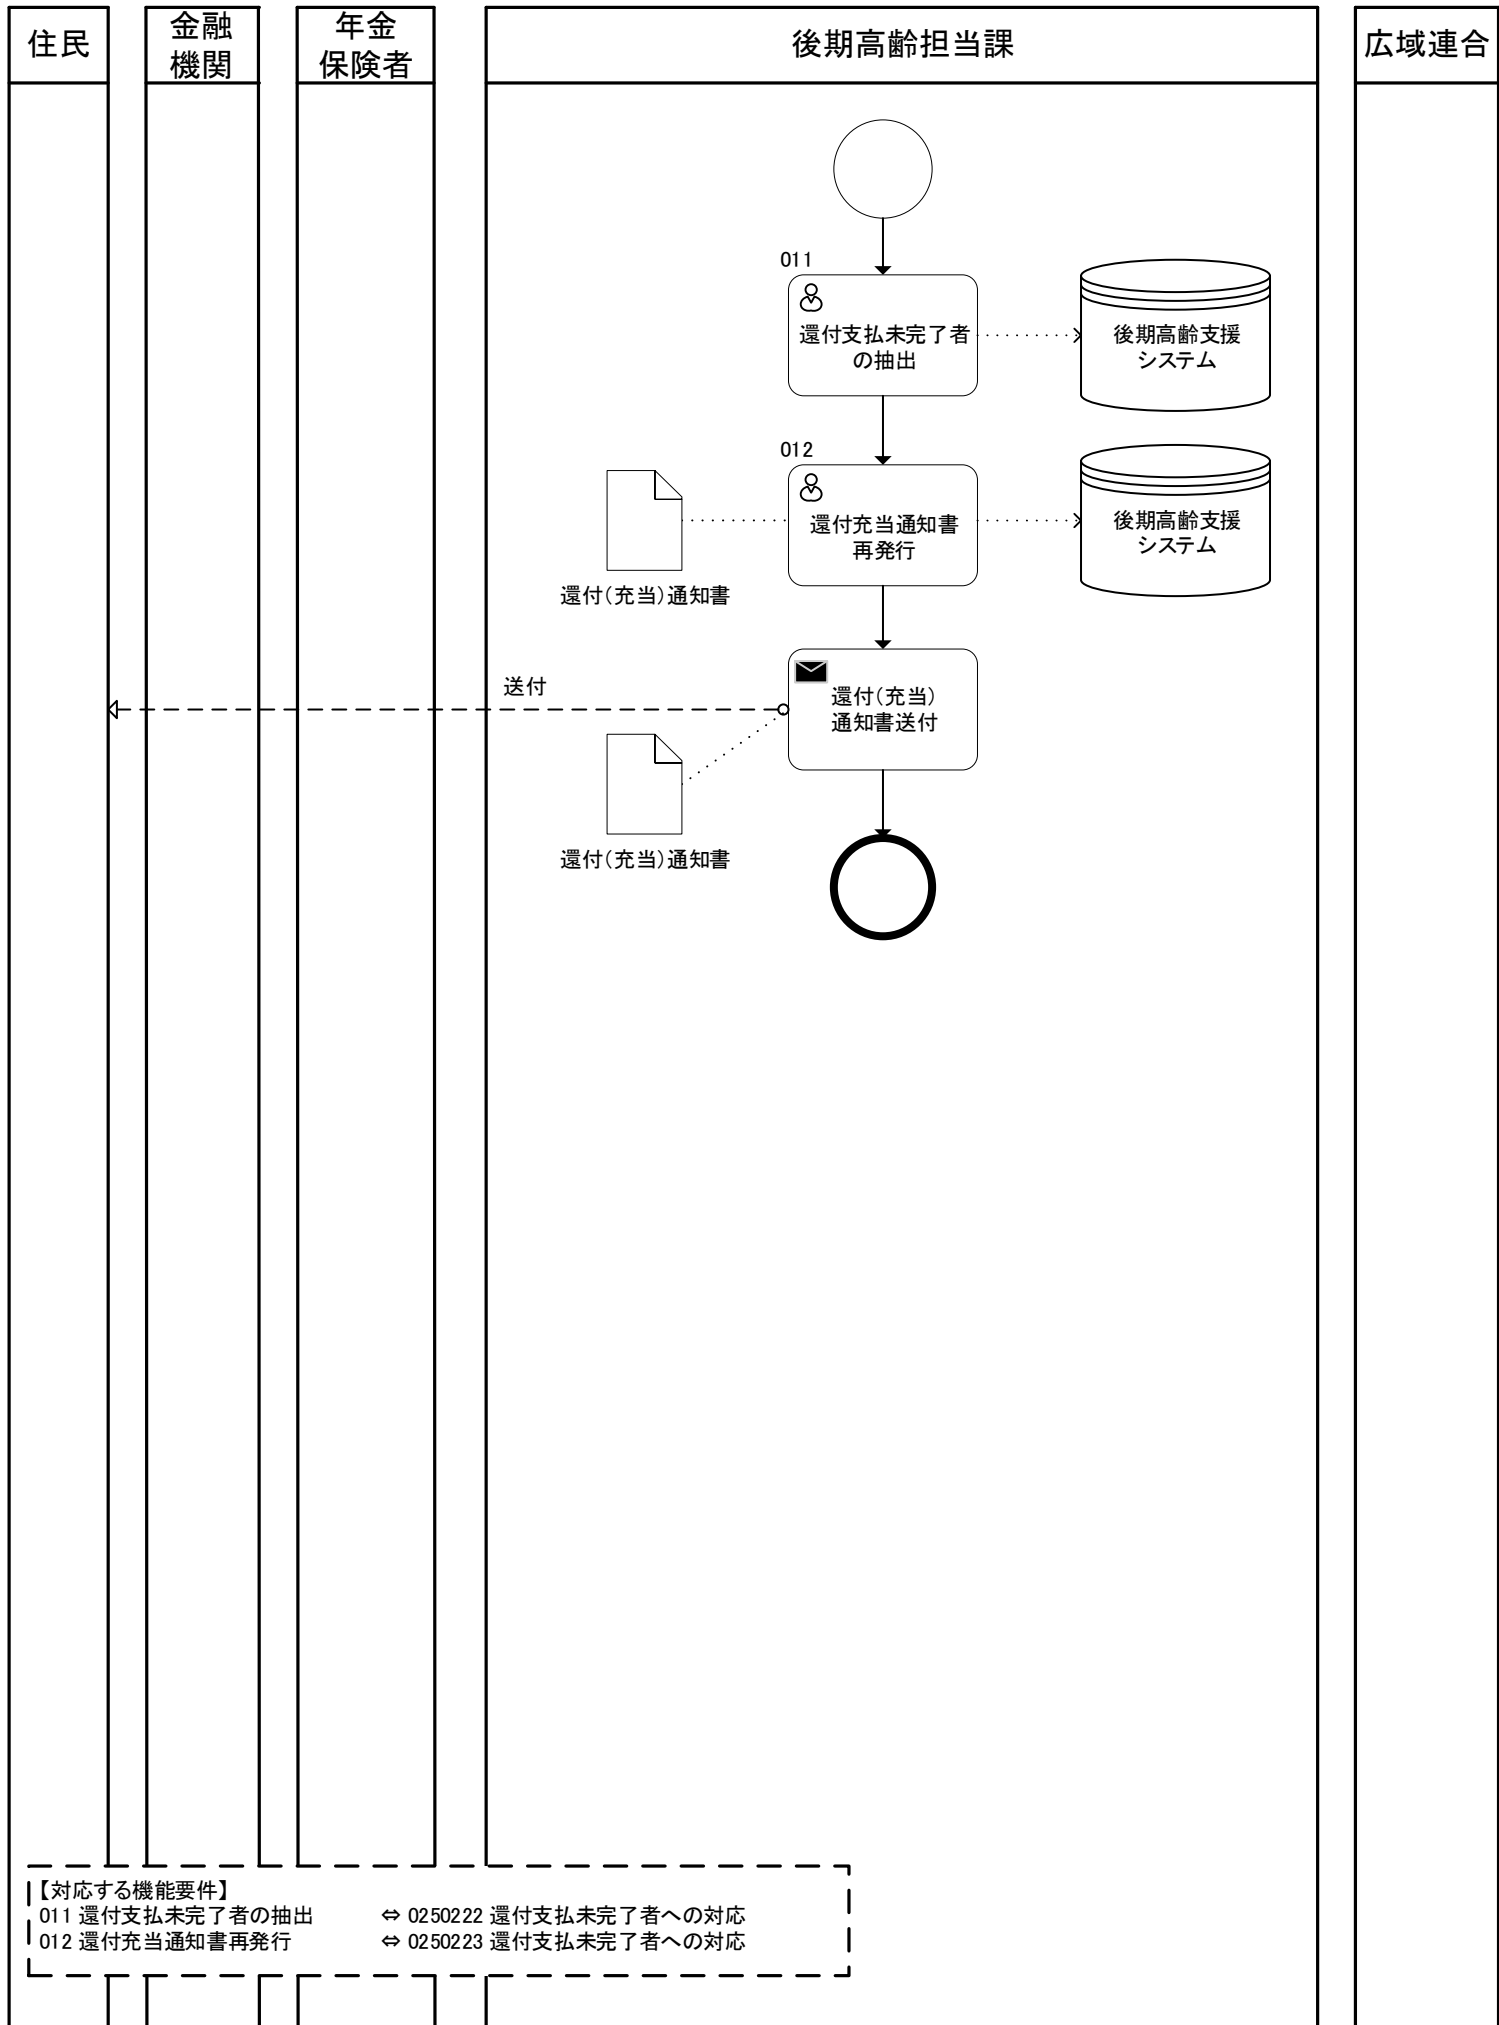 住民
金融
機関
年金
保険者
後期高齢担当課
広域連合
011
還付支払未完了者
の抽出
後期高齢支援
システム
012
還付充当通知書
再発行
後期高齢支援
システム
還付(充当)通知書
送付
還付(充当)
通知書送付
還付(充当)通知書
【対応する機能要件】
011 還付支払未完了者の抽出 ⇔ 0250222 還付支払未完了者への対応
012 還付充当通知書再発行 ⇔ 0250223 還付支払未完了者への対応